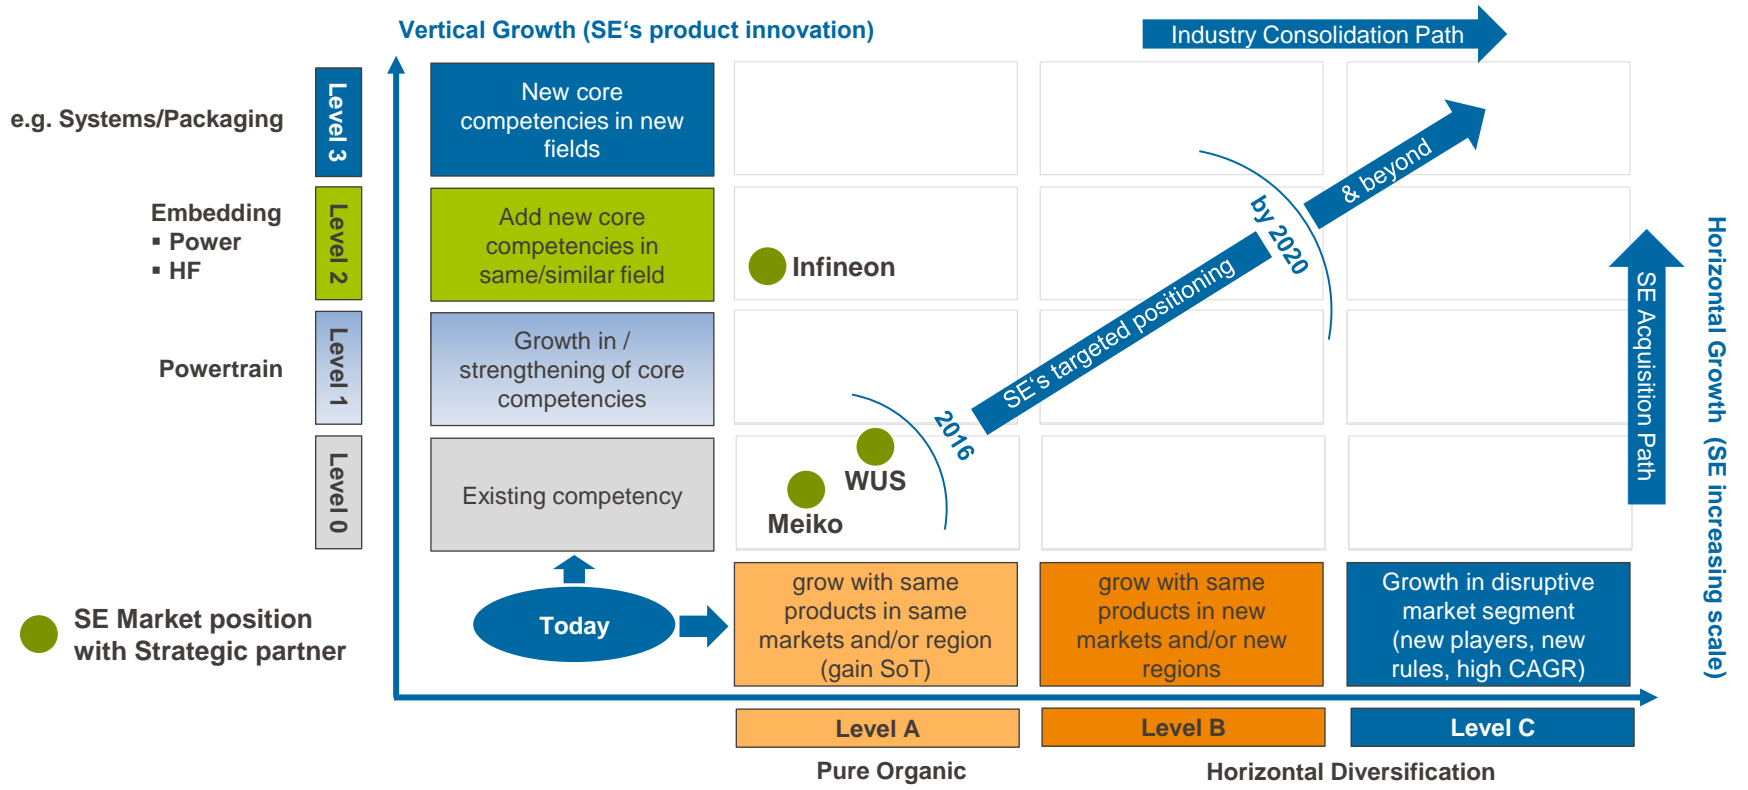 Vertical Growth (SE‘s product innovation)
Industry Consolidation Path
e.g. Systems/Packaging
Level 3
New core
competencies in new
fields
& beyond
Embedding
▪ Power
▪ HF
Level 2
Add new core
competencies in
same/similar field
Infineon
by 2020
SE‘s targeted positioning
Powertrain
Level 1
Growth in /
strengthening of core
competencies
2016
Level 0
Existing competency
WUS
Meiko
SE Acquisition Path
Horizontal Growth (SE increasing scale)
SE Market position
with Strategic partner
Today
grow with same
products in same
markets and/or region
(gain SoT)
grow with same
products in new
markets and/or new
regions
Growth in disruptive
market segment
(new players, new
rules, high CAGR)
Level A
Level B
Level C
Pure Organic
Horizontal Diversification